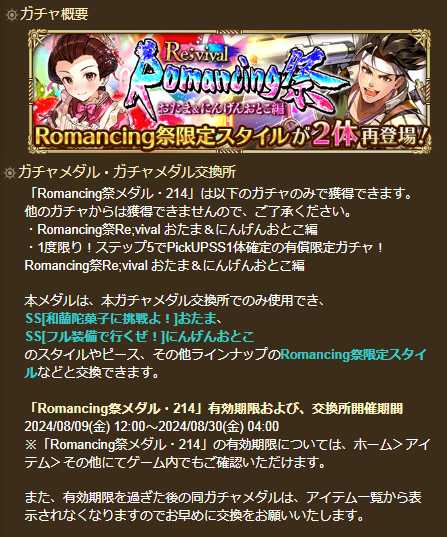 ガチャ概要
Re;vival
Romancing祭
おたま&にんげんおとこ編
Romancing祭限定スタイルが2体再登場!
ガチャメダル・ガチャメダル交換所
「Romancing祭メダル・214」は以下のガチャのみで獲得できます。
他のガチャからは獲得できませんので、ご了承ください。
・Romancing祭Re;vival おたま＆にんげんおとこ編
・1度限り！ステップ5でPickUPSS1体確定の有償限定ガチャ！
Romancing祭Re;vival おたま＆にんげんおとこ編
本メダルは、本ガチャメダル交換所でのみ使用でき、
SS[和蘭陀菓子に挑戦よ！]おたま、
SS[フル装備で行くぜ！]にんげんおとこ
のスタイルやピース、その他ラインナップのRomancing祭限定スタイ
ルなどと交換できます。
「Romancing祭メダル・214」有効期限および、交換所開催期間
2024/08/09(金) 12:00～2024/08/30(金) 04:00
※「Romancing祭メダル・214」の有効期限については、ホーム＞アイ
テム＞その他にてゲーム内でもご確認いただけます。
また、有効期限を過ぎた後の同ガチャメダルは、アイテム一覧から表
示されなくなりますのでお早めに交換をお願いいたします。